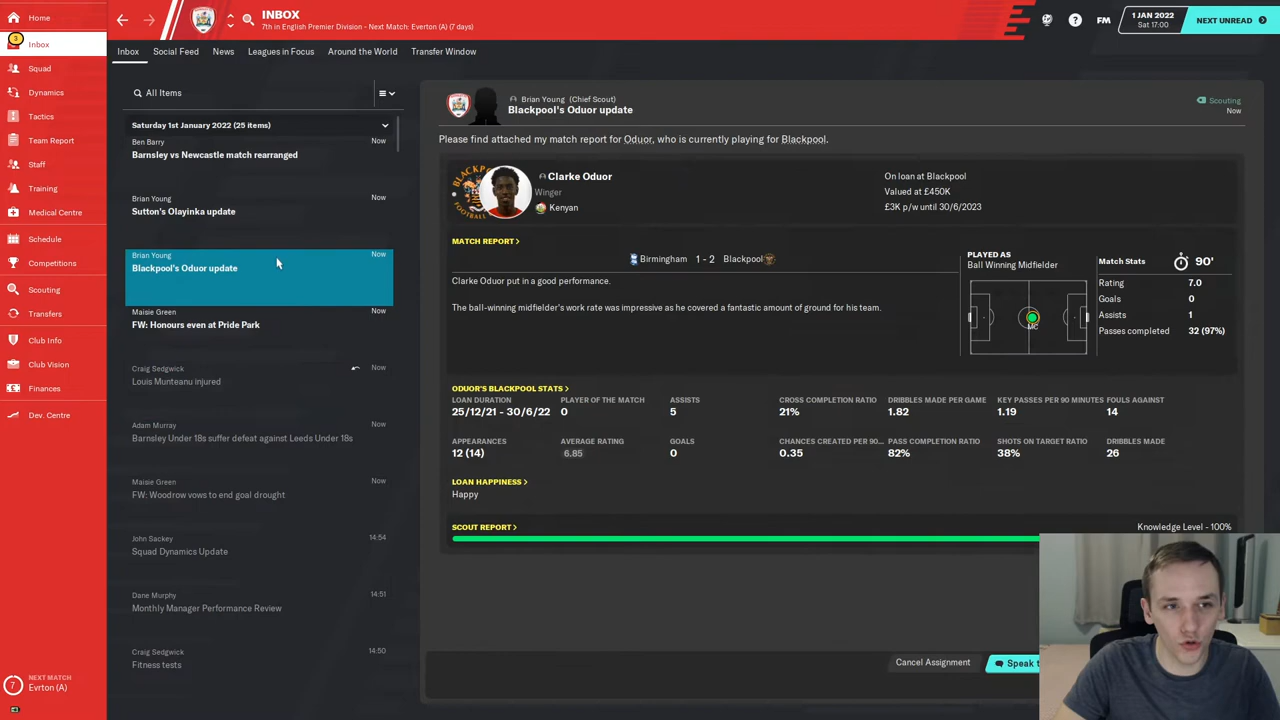 Home
INBOX
7th in English Premier Division - Next Match: Everton (A) (7 days)
FM
1 JAN 2022
Sat 17:00
NEXT UNREAD
3
Inbox
Squad
Dynamics
Tactics
Team Report
Staff
Training
Medical Centre
Schedule
Competitions
Scouting
Transfers
Club Info
Club Vision
Finances
Dev. Centre
7
NEXT MATCH
Evrton (A)
Inbox
Social Feed
News
Leagues in Focus
Around the World
Transfer Window
All Items
Saturday 1st January 2022 (25 items)
Ben Barry Now
Barnsley vs Newcastle match rearranged
Brian Young Now
Sutton's Olayinka update
Brian Young Now
Blackpool's Oduor update
Maisie Green Now
FW: Honours even at Pride Park
Craig Sedgwick Now
Louis Munteanu injured
Adam Murray Now
Barnsley Under 18s suffer defeat against Leeds Under 18s
Maisie Green Now
FW: Woodrow vows to end goal drought
John Sackey 14:54
Squad Dynamics Update
Dane Murphy 14:51
Monthly Manager Performance Review
Craig Sedgwick 14:50
Fitness tests
Brian Young (Chief Scout)
Blackpool's Oduor update
Scouting
Now
Please find attached my match report for Oduor, who is currently playing for Blackpool.
Clarke Oduor
Winger
Kenyan
On loan at Blackpool
Valued at £450K
£3K p/w until 30/6/2023
MATCH REPORT >
Birmingham 1 - 2 Blackpool
Clarke Oduor put in a good performance.
The ball-winning midfielder's work rate was impressive as he covered a fantastic amount of ground for his team.
PLAYED AS
Ball Winning Midfielder
MC
Match Stats 90'
Rating 7.0
Goals 0
Assists 1
Passes completed 32 (97%)
ODUOR'S BLACKPOOL STATS >
LOAN DURATION PLAYER OF THE MATCH ASSISTS CROSS COMPLETION RATIO DRIBBLES MADE PER GAME KEY PASSES PER 90 MINUTES FOULS AGAINST
25/12/21 - 30/6/22 0 5 21% 1.82 1.19 14
APPEARANCES AVERAGE RATING GOALS CHANCES CREATED PER 90... PASS COMPLETION RATIO SHOTS ON TARGET RATIO DRIBBLES MADE
12 (14) 6.85 0 0.35 82% 38% 26
LOAN HAPPINESS >
Happy
SCOUT REPORT > Knowledge Level - 100%
Cancel Assignment
Speak t